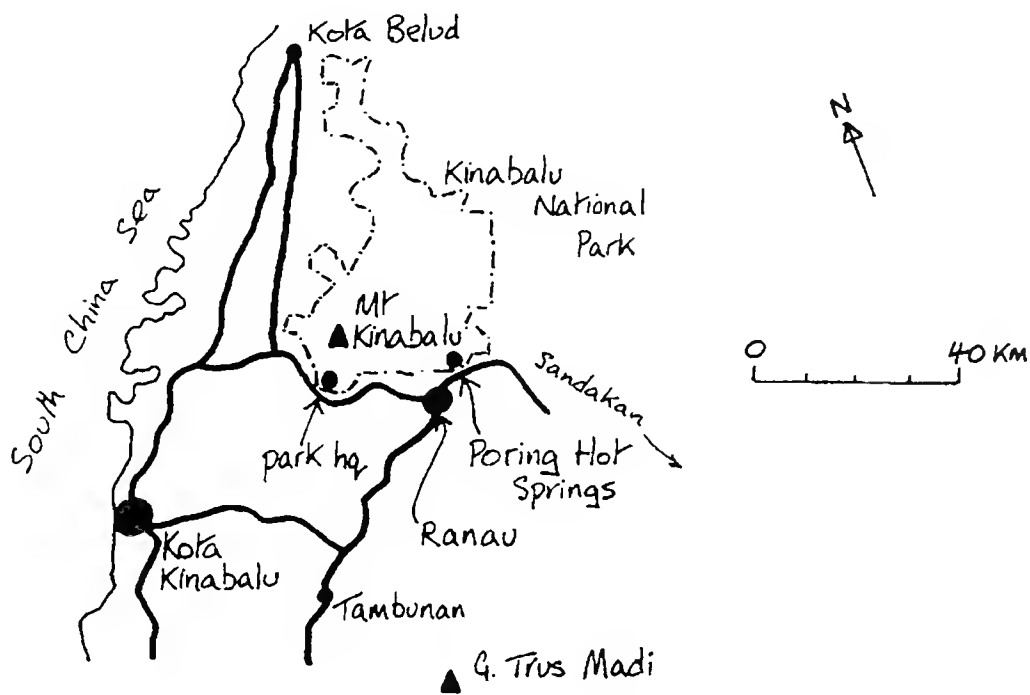 Kota Belud
N
Kinabalu
National
Park
South China Sea
Mt
Kinabalu
0 40 KM
Sandakan
park hq
Poring Hot
Springs
Ranau
Kota
Kinabalu
Tambunan
G. Trus Madi